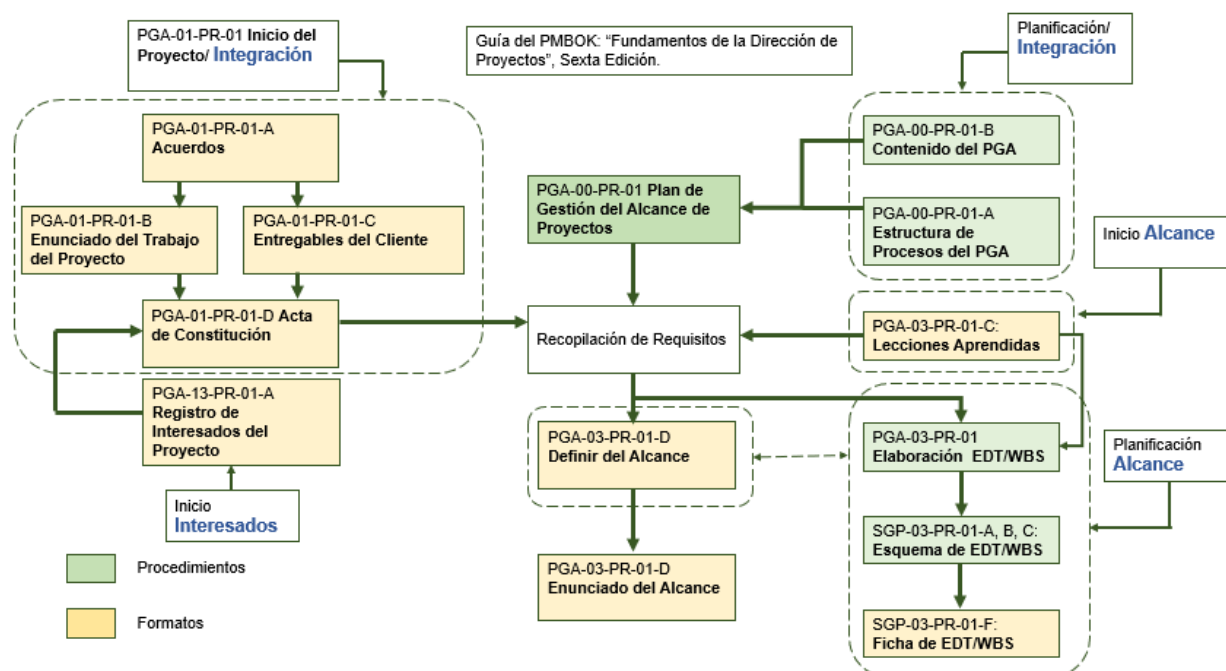 PGA-01-PR-01 Inicio del
Proyecto/ Integración
Guía del PMBOK: “Fundamentos de la Dirección de
Proyectos”, Sexta Edición.
Planificación/
Integración
PGA-01-PR-01-A
Acuerdos
PGA-01-PR-01-B
Enunciado del Trabajo
del Proyecto
PGA-01-PR-01-C
Entregables del Cliente
PGA-01-PR-01-D Acta
de Constitución
PGA-13-PR-01-A
Registro de
Interesados del
Proyecto
Inicio
Interesados
PGA-00-PR-01 Plan de
Gestión del Alcance de
Proyectos
PGA-00-PR-01-B
Contenido del PGA
PGA-00-PR-01-A
Estructura de
Procesos del PGA
Inicio Alcance
Recopilación de Requisitos
PGA-03-PR-01-C:
Lecciones Aprendidas
PGA-03-PR-01-D
Definir del Alcance
PGA-03-PR-01
Elaboración EDT/WBS
Planificación
Alcance
SGP-03-PR-01-A, B, C:
Esquema de EDT/WBS
PGA-03-PR-01-D
Enunciado del Alcance
SGP-03-PR-01-F:
Ficha de EDT/WBS
Procedimientos
Formatos